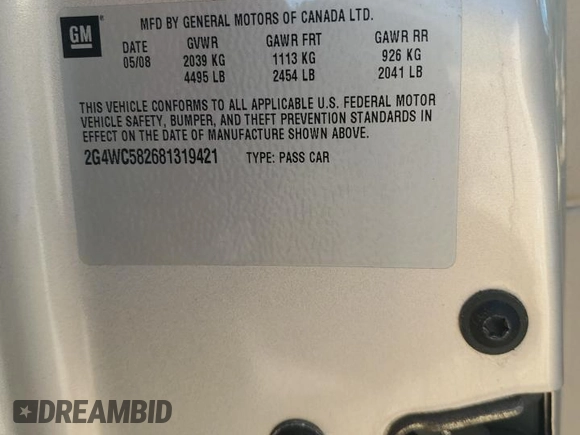 GM
MFD BY GENERAL MOTORS OF CANADA LTD.
DATE GVWR GAWR FRT GAWR RR
05/08 2039 KG 1113 KG 926 KG
4495 LB 2454 LB 2041 LB
THIS VEHICLE CONFORMS TO ALL APPLICABLE U.S. FEDERAL MOTOR
VEHICLE SAFETY, BUMPER, AND THEFT PREVENTION STANDARDS IN
EFFECT ON THE DATE OF MANUFACTURE SHOWN ABOVE.
2G4WC582681319421 TYPE: PASS CAR
DREAMBID